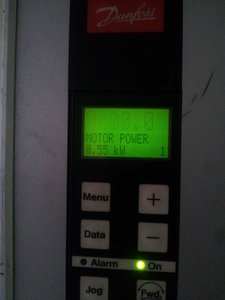 Danfoss
MOTOR POWER
0.55 kW 1
Menu +
Data −
Alarm On
Jog Fwd.